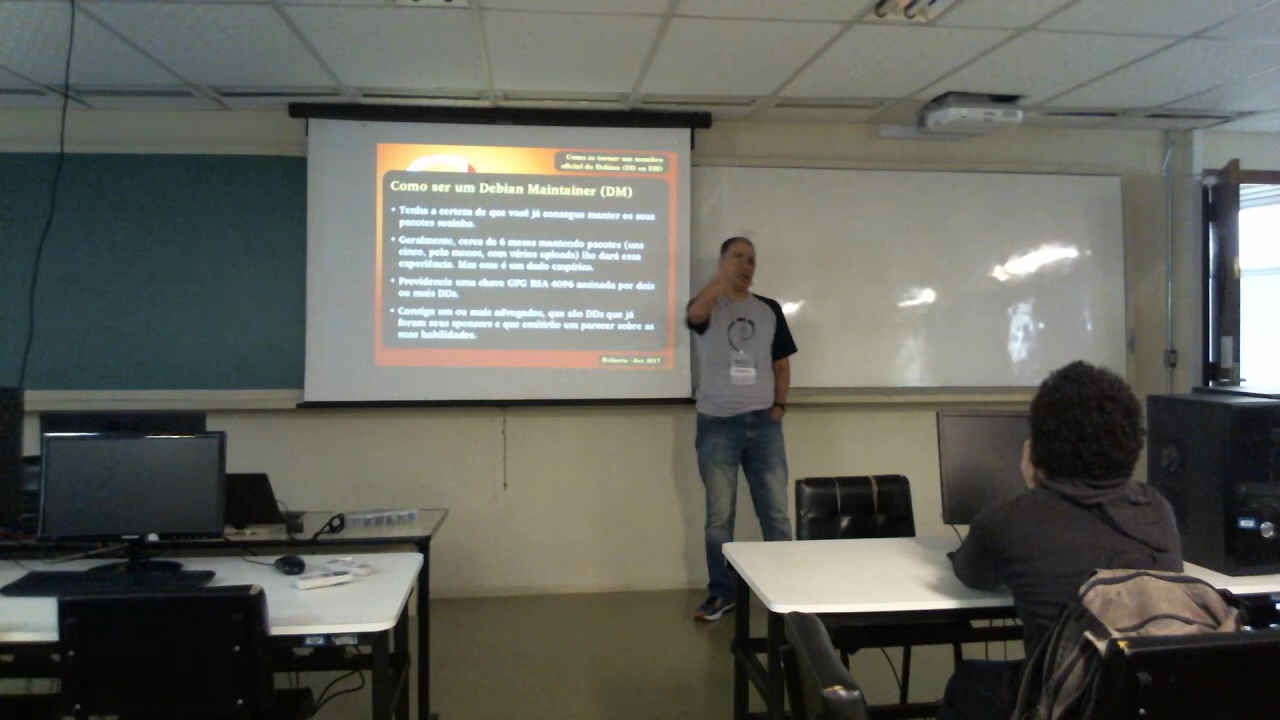 Como se tornar um membro
oficial do Debian (DD ou DM)
Como ser um Debian Maintainer (DM)
• Tenha a certeza de que você já consegue manter os seus
pacotes sozinho.
• Geralmente, cerca de 6 meses mantendo pacotes (uns
cinco, pelo menos, com vários uploads) lhe dará essa
experiência. Mas esse é um dado empírico.
• Providencie uma chave GPG RSA 4096 assinada por dois
ou mais DDs.
• Consiga um ou mais advogados, que são DDs que já
foram seus sponsors e que emitirão um parecer sobre as
suas habilidades.
2017